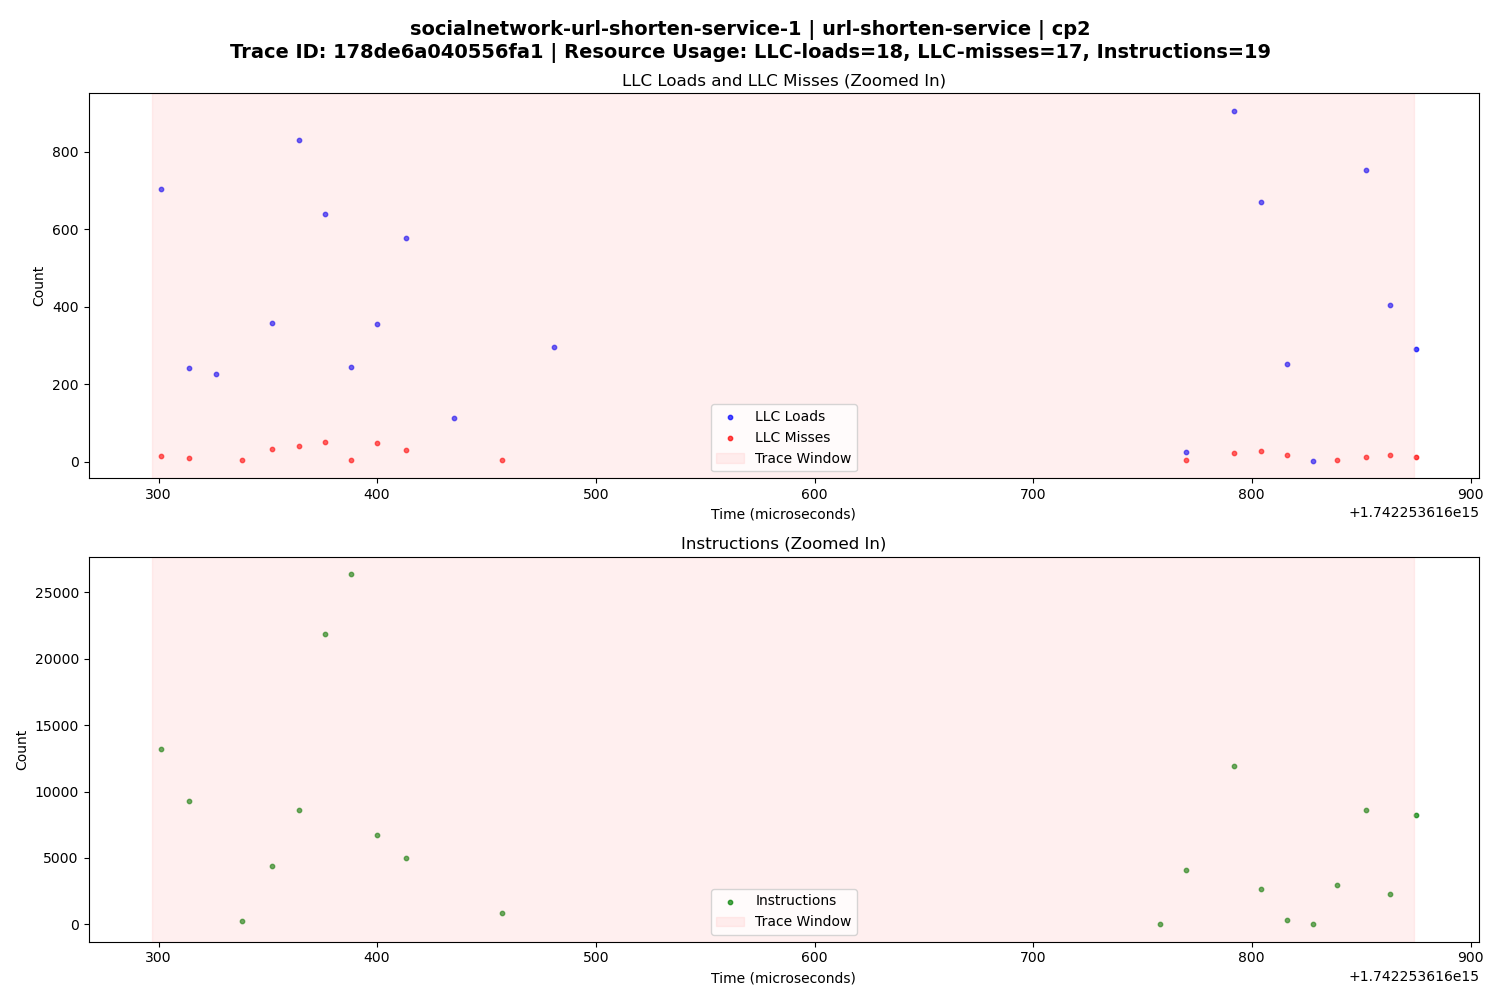 socialnetwork-url-shorten-service-1 | url-shorten-service | cp2
Trace ID: 178de6a040556fa1 | Resource Usage: LLC-loads=18, LLC-misses=17, Instructions=19
LLC Loads and LLC Misses (Zoomed In)
Count
800
600
400
200
0
LLC Loads
LLC Misses
Trace Window
300 400 500 600 700 800 900
Time (microseconds)
+1.742253616e15
Instructions (Zoomed In)
Count
25000
20000
15000
10000
5000
0
Instructions
Trace Window
300 400 500 600 700 800 900
Time (microseconds)
+1.742253616e15